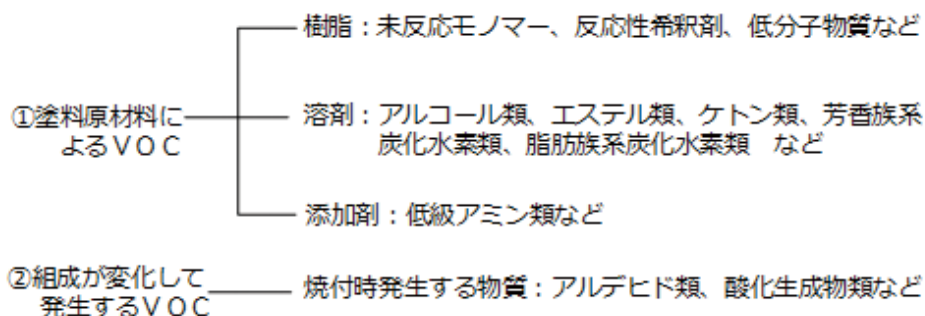 樹脂：未反応モノマー、反応性希釈剤、低分子物質など
①塗料原材料に
よるＶＯＣ
溶剤：アルコール類、エステル類、ケトン類、芳香族系
炭化水素類、脂肪族系炭化水素類　など
添加剤：低級アミン類など
②組成が変化して
発生するＶＯＣ
焼付時発生する物質：アルデヒド類、酸化生成物類など